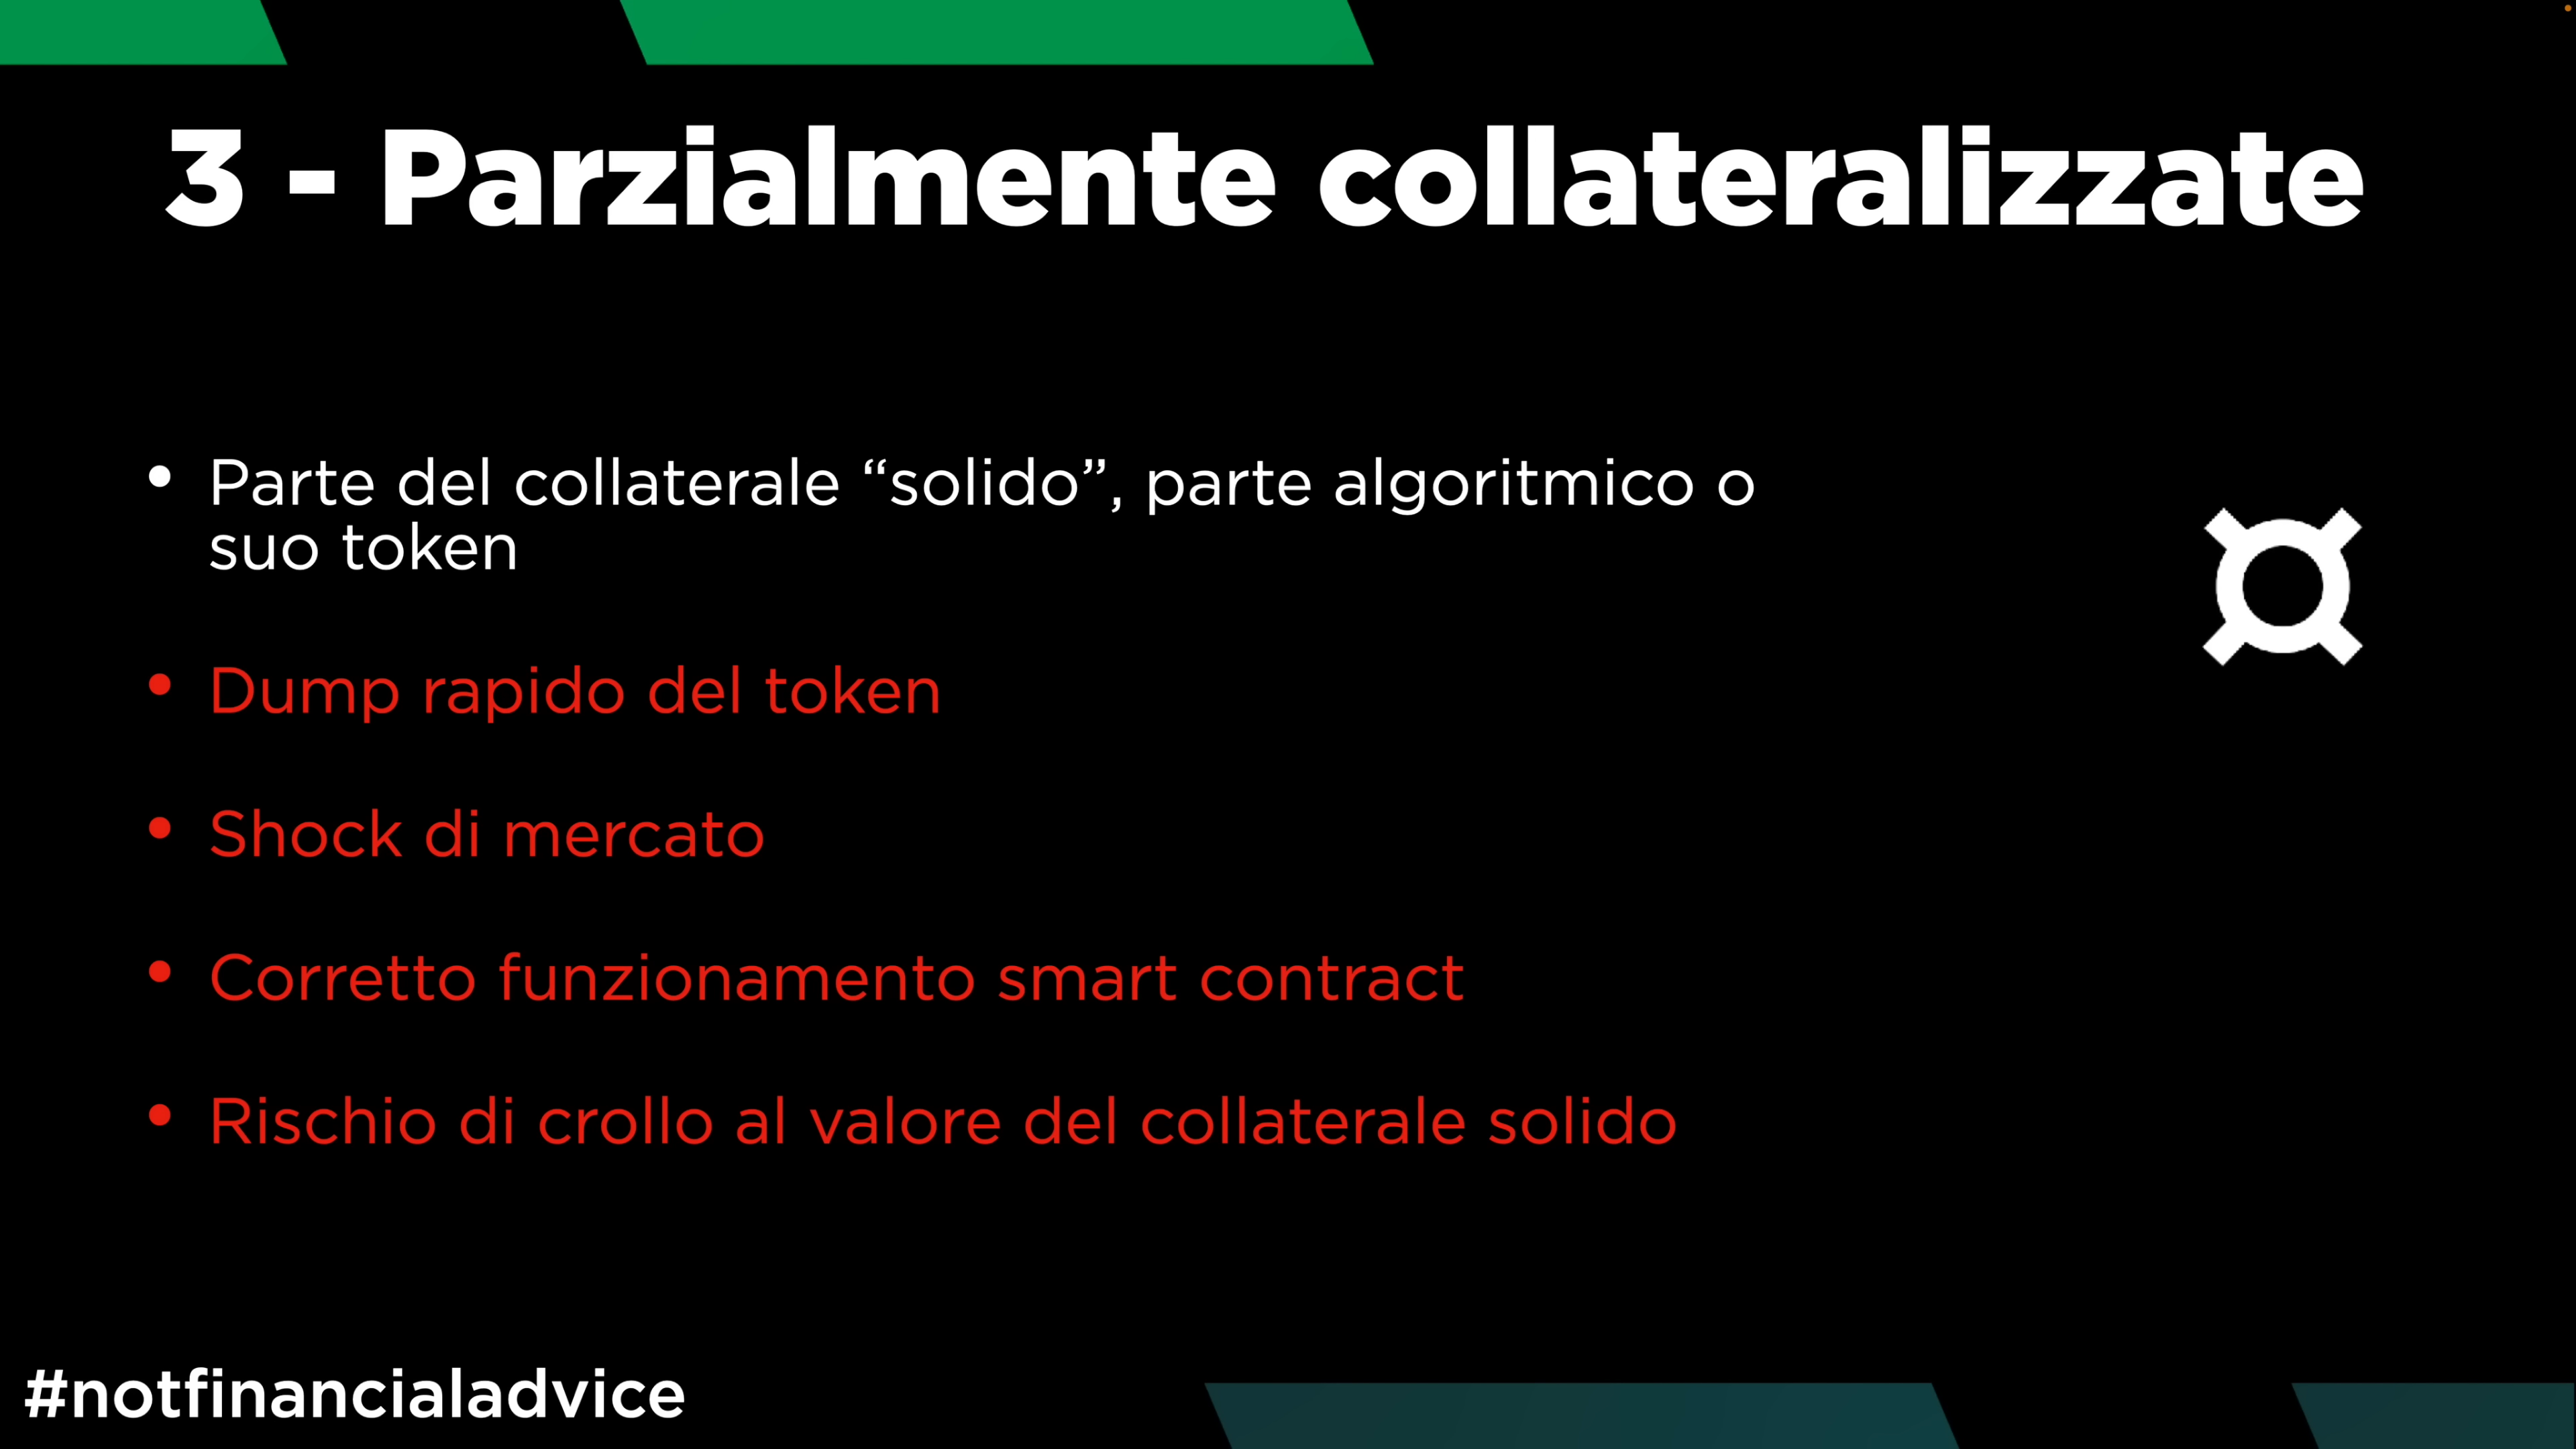 3 - Parzialmente collateralizzate
• Parte del collaterale “solido”, parte algoritmico o
suo token
• Dump rapido del token
• Shock di mercato
• Corretto funzionamento smart contract
• Rischio di crollo al valore del collaterale solido
#notfinancialadvice